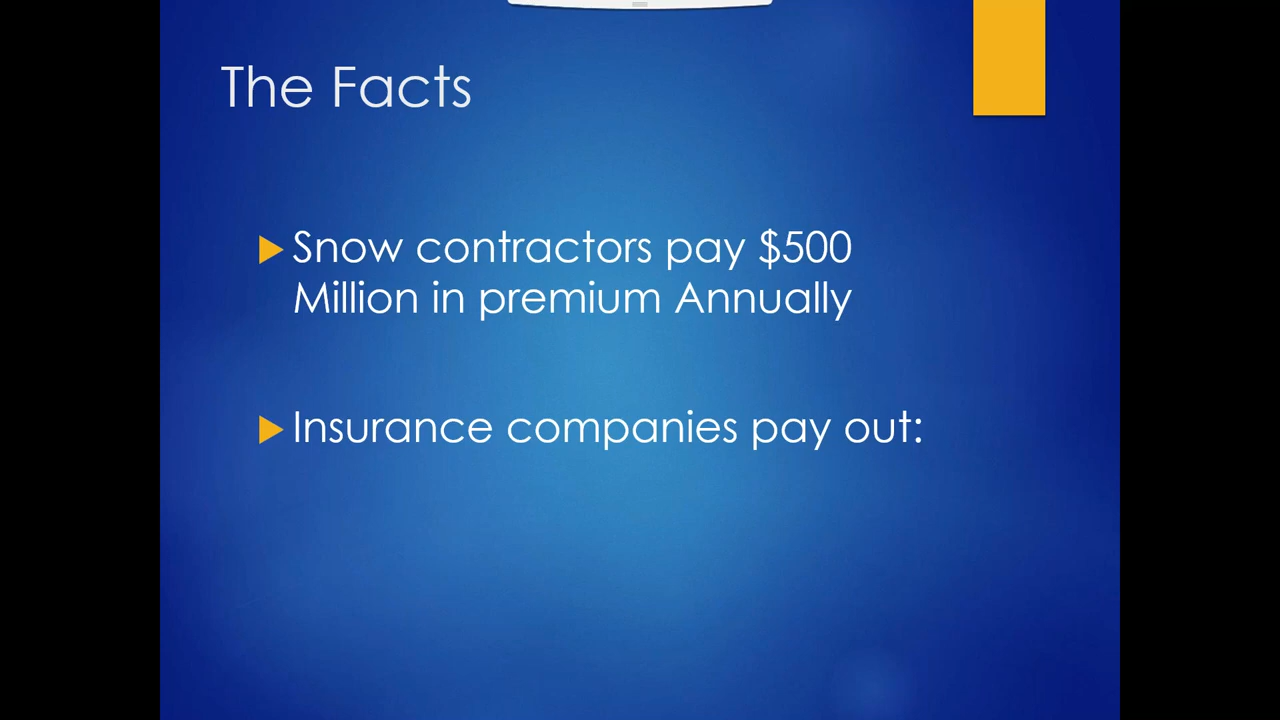 The Facts
Snow contractors pay $500
Million in premium Annually
Insurance companies pay out: